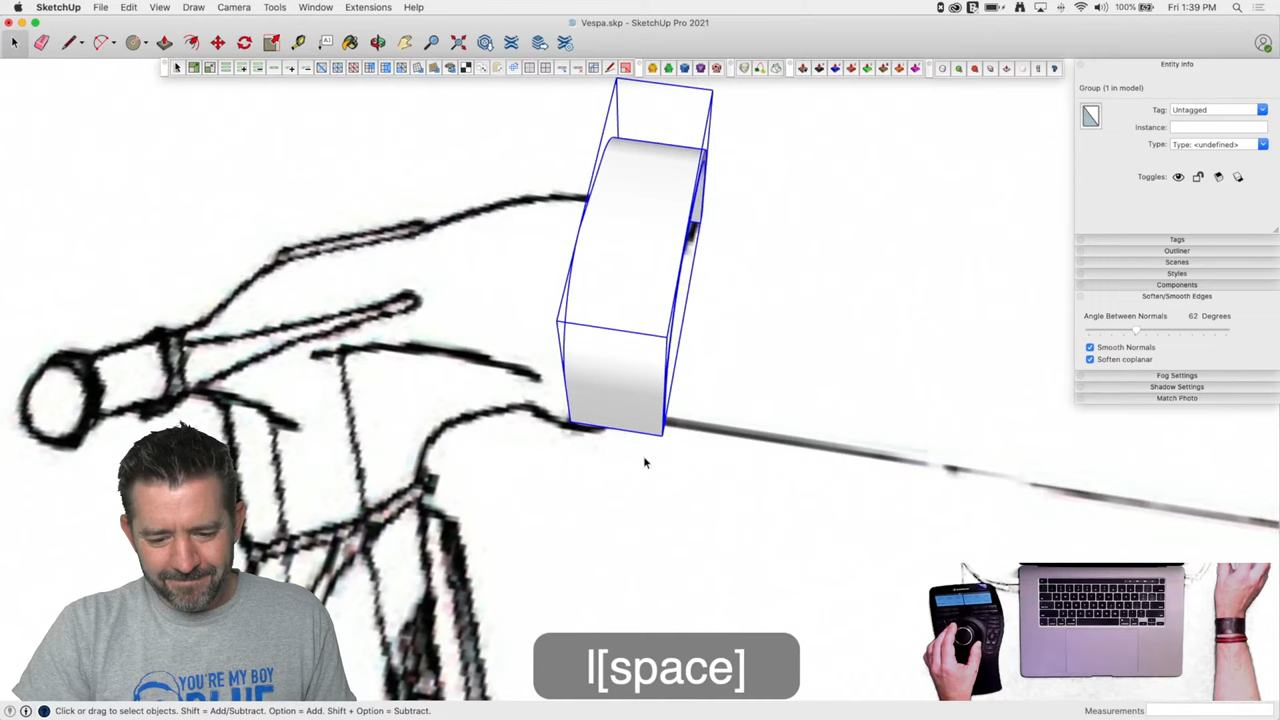 SketchUp File Edit View Draw Camera Tools Window Extensions Help
100% Fri 1:39 PM
Vespa.skp - SketchUp Pro 2021
Entity Info
Group (1 in model)
Tag: Untagged
Instance:
Type: Type: <undefined>
Toggles:
Tags
Outliner
Scenes
Styles
Components
Soften/Smooth Edges
Angle Between Normals 62 Degrees
Smooth Normals
Soften coplanar
Fog Settings
Shadow Settings
Match Photo
l[space]
YOU'RE MY BOY
BLUE
Click or drag to select objects. Shift = Add/Subtract. Option = Add. Shift + Option = Subtract.
Measurements